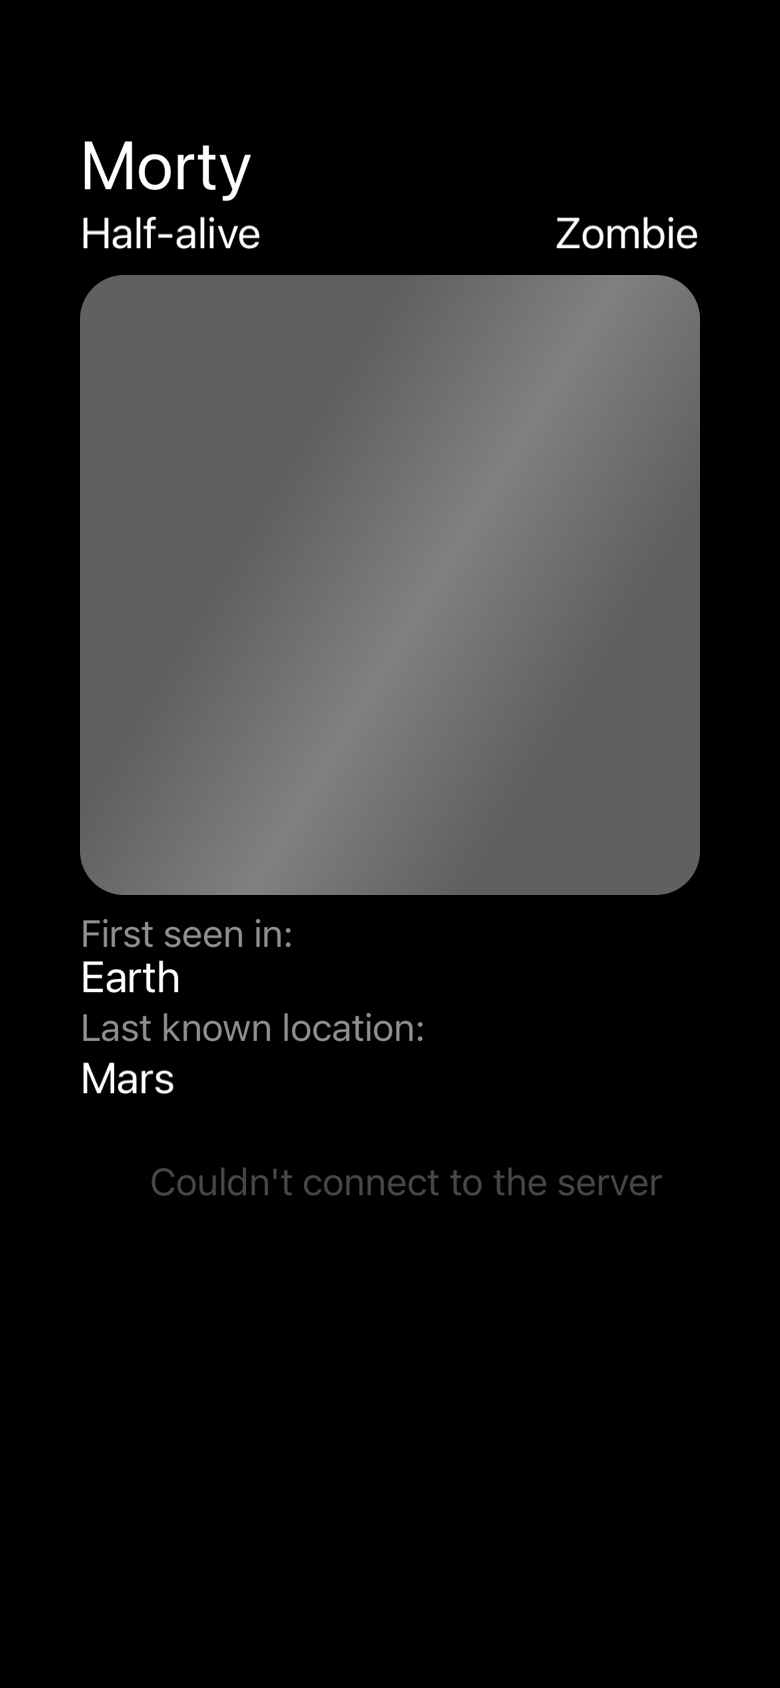 Morty
Half-alive Zombie
First seen in:
Earth
Last known location:
Mars
Couldn't connect to the server